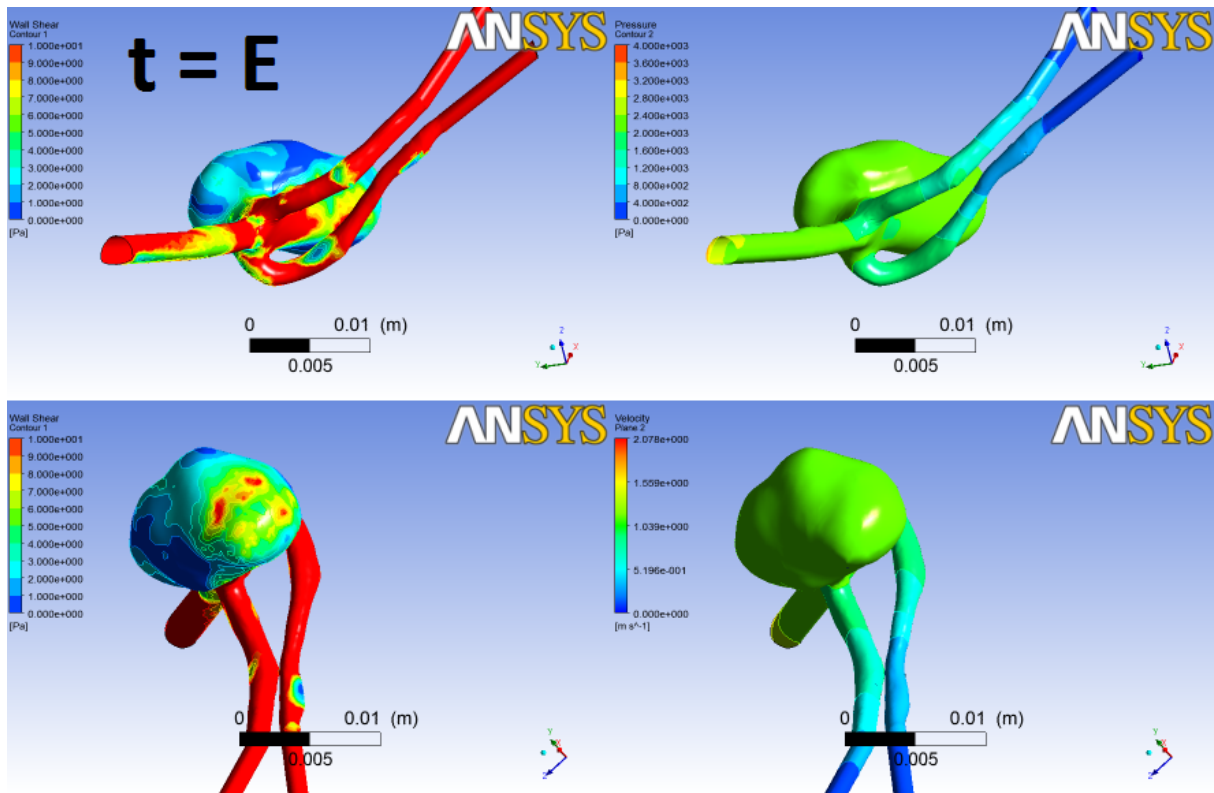 Wall Shear
Contour 1
1.000e+001
9.000e+000
8.000e+000
7.000e+000
6.000e+000
5.000e+000
4.000e+000
3.000e+000
2.000e+000
1.000e+000
0.000e+000
[Pa]
t = E
ANSYS
0 0.01 (m)
0.005
Z
X
Y
Pressure
Contour 2
4.000e+003
3.600e+003
2.800e+003
2.400e+003
2.000e+003
1.600e+003
1.200e+003
8.000e+002
4.000e+002
0.000e+000
[Pa]
ANSYS
0 0.01 (m)
0.005
Z
X
Y
Wall Shear
Contour 1
1.000e+001
9.000e+000
8.000e+000
7.000e+000
6.000e+000
5.000e+000
4.000e+000
3.000e+000
2.000e+000
1.000e+000
0.000e+000
[Pa]
ANSYS
0 0.01 (m)
0.005
Y
X
Z
Velocity
Plane 2
2.078e+000
1.559e+000
1.039e+000
5.196e-001
0.000e+000
[m s^-1]
ANSYS
0 0.01 (m)
0.005
Y
X
Z